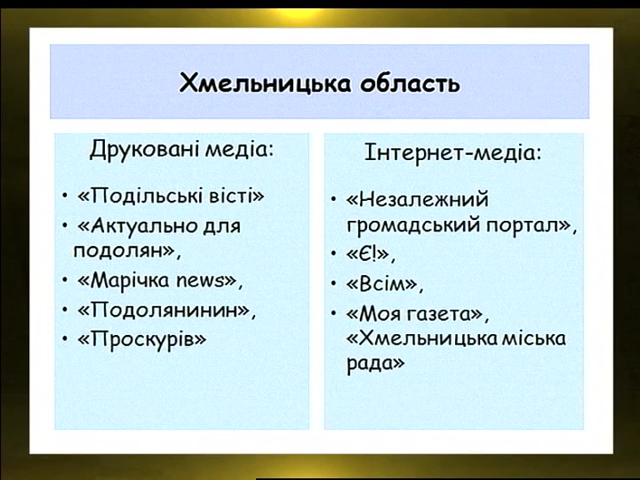 Хмельницька область
Друковані медіа:
• «Подільські вісті»
• «Актуально для
подолян»,
• «Марічка news»,
• «Подолянинин»,
• «Проскурів»
Інтернет-медіа:
• «Незалежний
громадський портал»,
• «Є!»,
• «Всім»,
• «Моя газета»,
«Хмельницька міська
рада»